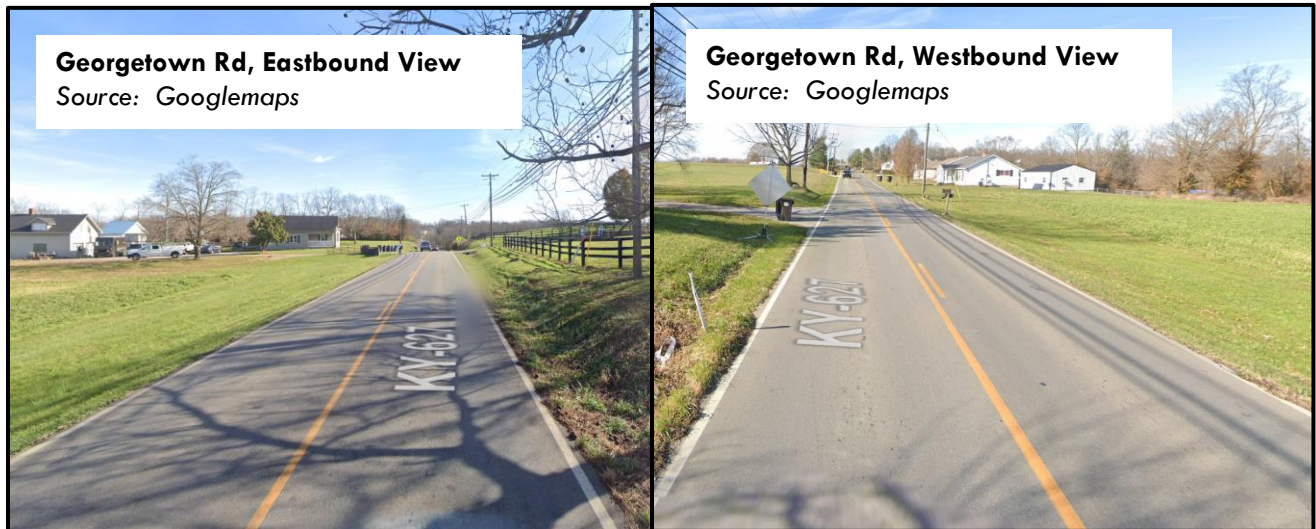 Georgetown Rd, Eastbound View
Source: Googlemaps
KY-627
Georgetown Rd, Westbound View
Source: Googlemaps
KY-627